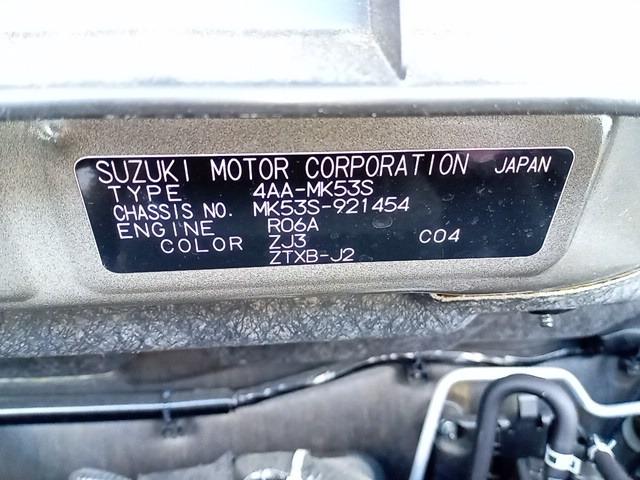 SUZUKI MOTOR CORPORATION JAPAN
TYPE 4AA-MK53S
CHASSIS NO. MK53S-921454
ENGINE R06A
COLOR ZJ3 C04
ZTXB-J2